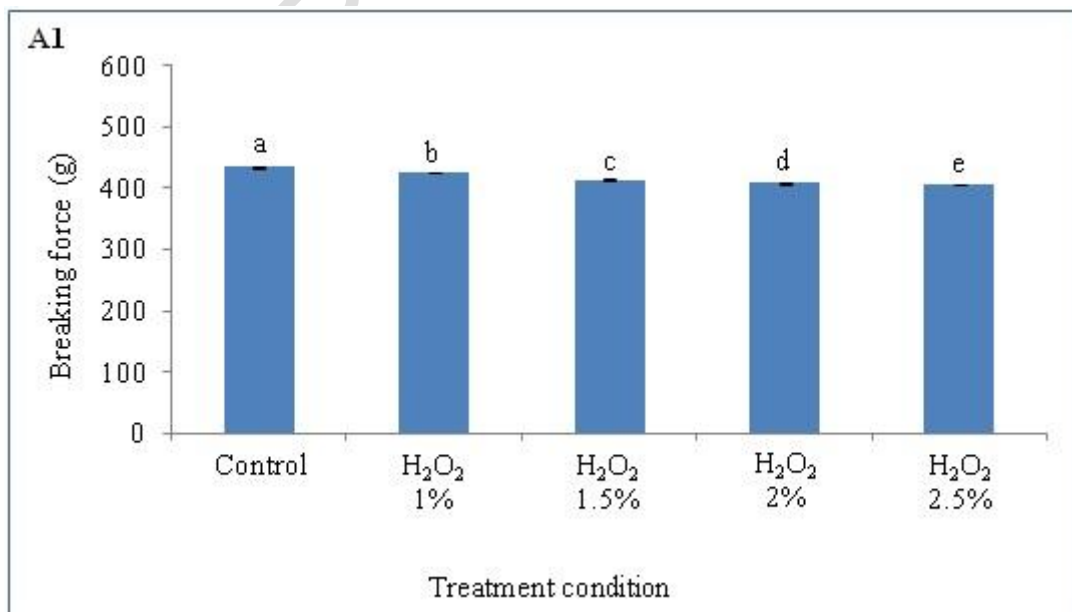 A1
600
500
400
300
200
100
0
Breaking force (g)
a
b
c
d
e
Control
H₂O₂
1%
H₂O₂
1.5%
H₂O₂
2%
H₂O₂
2.5%
Treatment condition